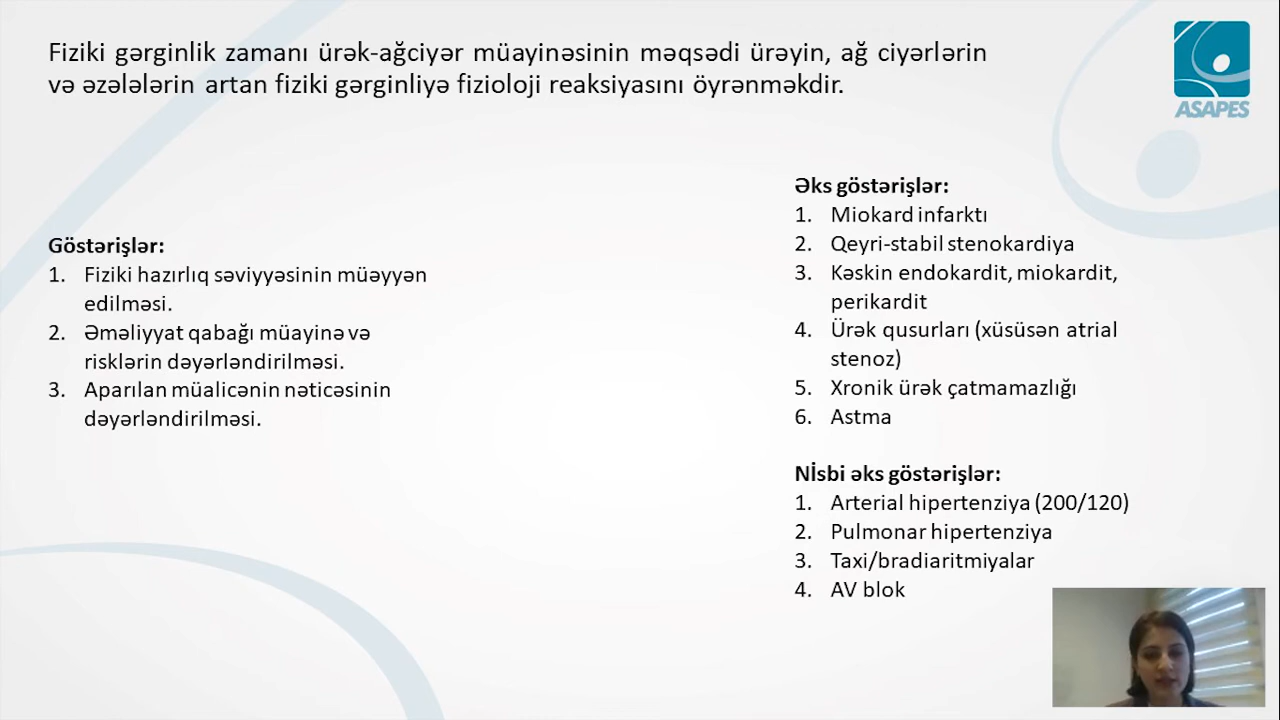 Fiziki gərginlik zamanı ürək-ağciyər müayinəsinin məqsədi ürəyin, ağ ciyərlərin
və əzələlərin artan fiziki gərginliyə fizioloji reaksiyasını öyrənməkdir.
ASAPES
Göstərişlər:
1. Fiziki hazırlıq səviyyəsinin müəyyən
edilməsi.
2. Əməliyyat qabağı müayinə və
risklərin dəyərləndirilməsi.
3. Aparılan müalicənin nəticəsinin
dəyərləndirilməsi.
Əks göstərişlər:
1. Miokard infarktı
2. Qeyri-stabil stenokardiya
3. Kəskin endokardit, miokardit,
perikardit
4. Ürək qusurları (xüsüsən atrial
stenoz)
5. Xronik ürək çatmamazlığı
6. Astma
Nİsbi əks göstərişlər:
1. Arterial hipertenziya (200/120)
2. Pulmonar hipertenziya
3. Taxi/bradiaritmiyalar
4. AV blok